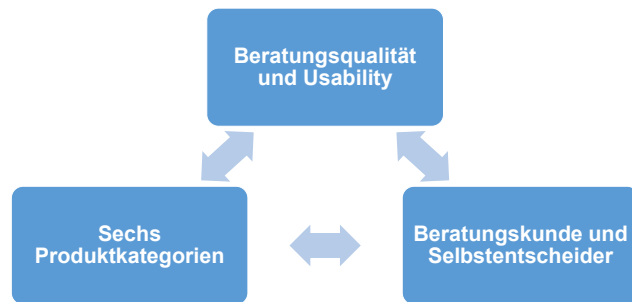 Beratungsqualität
und Usability
Sechs
Produktkategorien
Beratungskunde und
Selbstentscheider